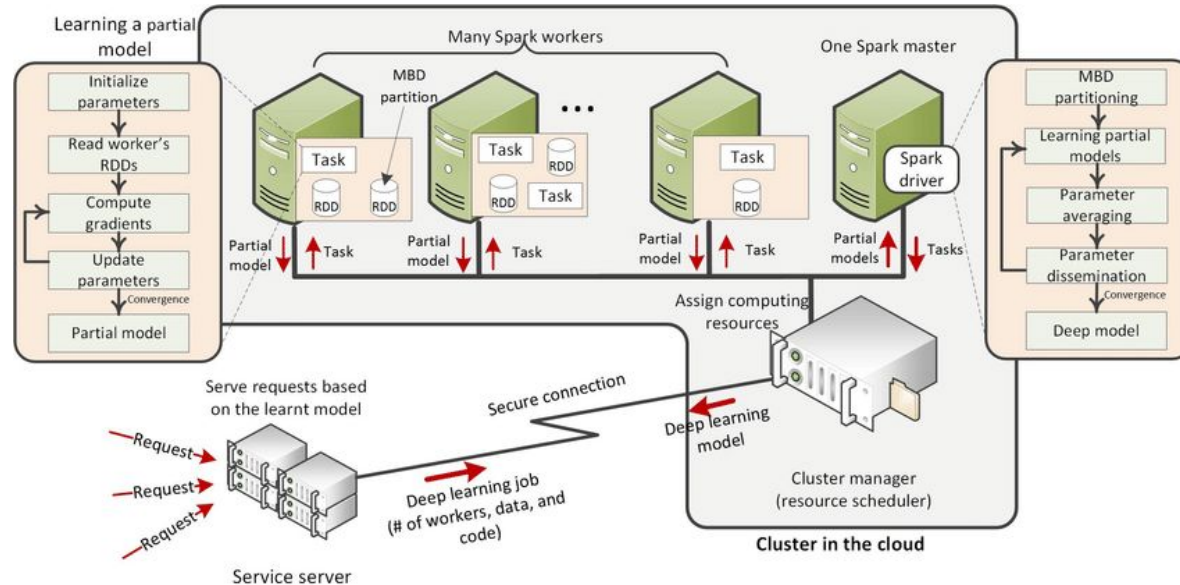 Learning a partial
model
Initialize
parameters
Read worker's
RDDs
Compute
gradients
Update
parameters
Convergence
Partial model
Many Spark workers
MBD
partition
Task
RDD
RDD
Task
RDD
RDD
Task
...
Task
RDD
One Spark master
Spark
driver
MBD
partitioning
Learning partial
models
Parameter
averaging
Parameter
dissemination
Convergence
Deep model
Partial
model
Task
Partial
model
Task
Partial
model
Task
Partial
models
Tasks
Assign computing
resources
Serve requests based
on the learnt model
Request
Request
Request
Secure connection
Deep learning
model
Deep learning job
(# of workers, data, and
code)
Cluster manager
(resource scheduler)
Cluster in the cloud
Service server